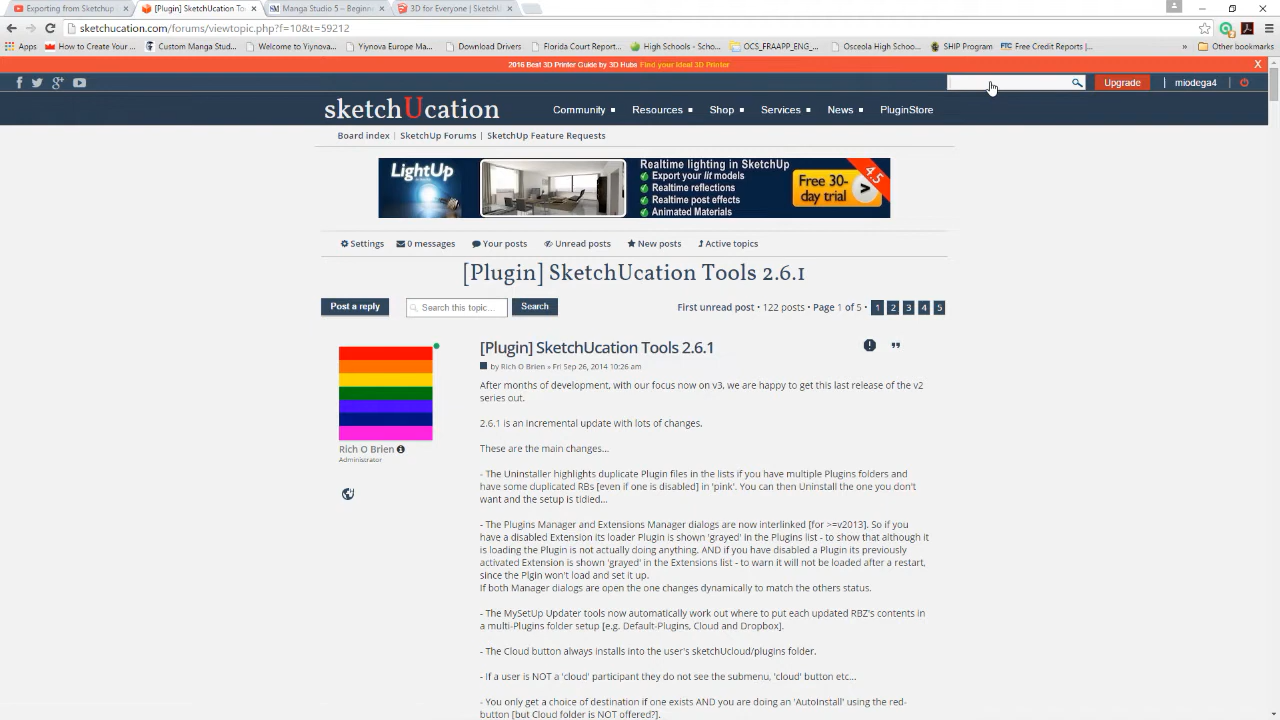 Exporting from Sketchup
[Plugin] SketchUcation To
Manga Studio 5 – Beginn
3D for Everyone | SketchU
sketchucation.com/forums/viewtopic.php?f=10&t=59212
Apps
How to Create Your ...
Custom Manga Stud...
Welcome to Yiynova...
Yiynova Europe Ma...
Download Drivers
Florida Court Report...
High Schools - Scho...
OCS_FRAAPP_ENG_...
Osceola High Schoo...
SHIP Program
FTC Free Credit Reports |...
»
Other bookmarks
2016 Best 3D Printer Guide by 3D Hubs Find your Ideal 3D Printer
X
Upgrade
miodega4
sketchUcation
Community
Resources
Shop
Services
News
PluginStore
Board index | SketchUp Forums | SketchUp Feature Requests
LightUp
Realtime lighting in SketchUp
Export your lit models
Realtime reflections
Realtime post effects
Animated Materials
Free 30-day trial
>
4.5
Settings
0 messages
Your posts
Unread posts
New posts
Active topics
[Plugin] SketchUcation Tools 2.6.1
Post a reply
Search this topic...
Search
First unread post • 122 posts • Page 1 of 5 • 1 2 3 4 5
[Plugin] SketchUcation Tools 2.6.1
by Rich O Brien » Fri Sep 26, 2014 10:26 am
Rich O Brien
Administrator
After months of development, with our focus now on v3, we are happy to get this last release of the v2
series out.
2.6.1 is an incremental update with lots of changes.
These are the main changes...
- The Uninstaller highlights duplicate Plugin files in the lists if you have multiple Plugins folders and
have some duplicated RBs [even if one is disabled] in 'pink'. You can then Uninstall the one you don't
want and the setup is tidied...
- The Plugins Manager and Extensions Manager dialogs are now interlinked [for >=v2013]. So if you
have a disabled Extension its loader Plugin is shown 'grayed' in the Plugins list - to show that although it
is loading the Plugin is not actually doing anything. AND if you have disabled a Plugin its previously
activated Extension is shown 'grayed' in the Extensions list - to warn it will not be loaded after a restart,
since the Plgin won't load and set it up.
If both Manager dialogs are open the one changes dynamically to match the others status.
- The MySetUp Updater tools now automatically work out where to put each updated RBZ's contents in
a multi-Plugins folder setup [e.g. Default-Plugins, Cloud and Dropbox].
- The Cloud button always installs into the user's sketchUcloud/plugins folder.
- If a user is NOT a 'cloud' participant they do not see the submenu, 'cloud' button etc...
- You only get a choice of destination if one exists AND you are doing an 'AutoInstall' using the red-
button [but Cloud folder is NOT offered?].